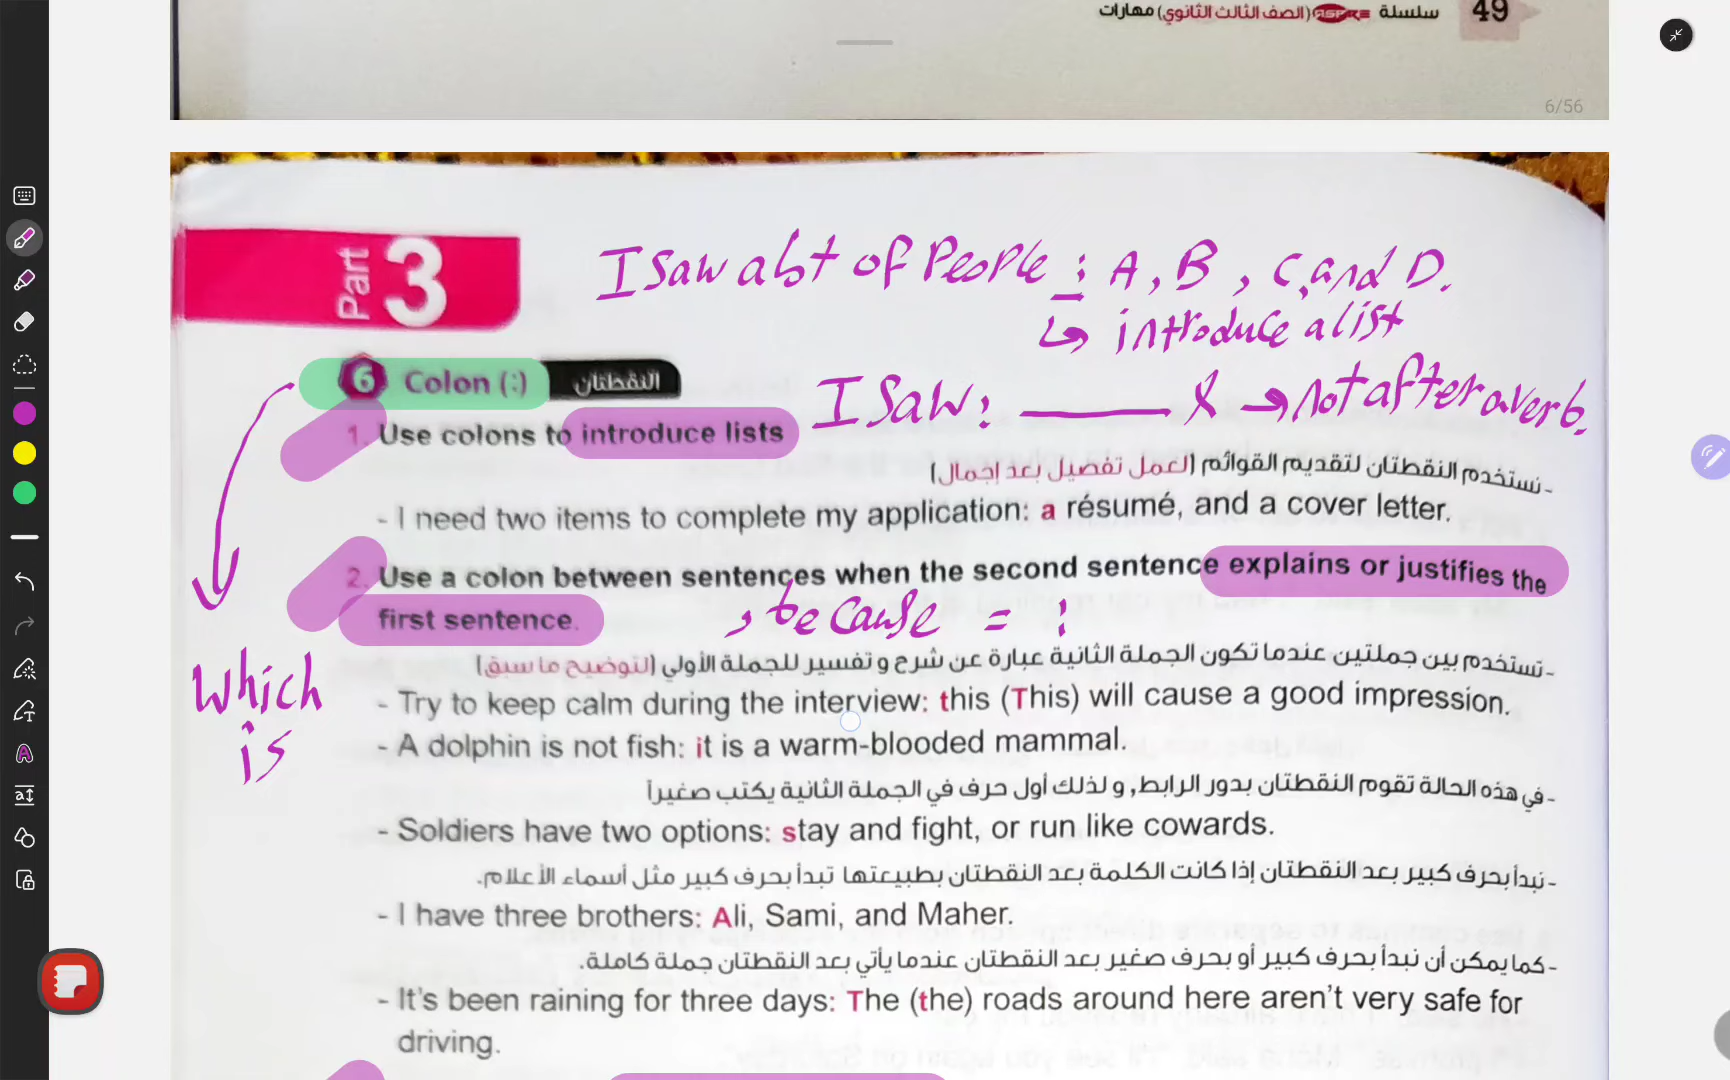 سلسلة ASPIRE (الصف الثالث الثانوي) مهارات 49
6/56
Part 3
I saw a lot of People : A, B, C, and D.
↳ introduce a list
6 Colon (:) النقطتان
I saw: ——— X → Not after a verb.
1. Use colons to introduce lists
- نستخدم النقطتان لتقديم القوائم (لعمل تفصيل بعد إجمال)
- I need two items to complete my application: a résumé, and a cover letter.
2. Use a colon between sentences when the second sentence explains or justifies the
first sentence.
, because = :
- تستخدم بين جملتين عندما تكون الجملة الثانية عبارة عن شرح و تفسير للجملة الأولي (لتوضيح ما سبق)
which
is
- Try to keep calm during the interview: this (This) will cause a good impression.
- A dolphin is not fish: it is a warm-blooded mammal.
- في هذه الحالة تقوم النقطتان بدور الرابط, و لذلك أول حرف في الجملة الثانية يكتب صغيراً
- Soldiers have two options: stay and fight, or run like cowards.
- نبدأ بحرف كبير بعد النقطتان إذا كانت الكلمة بعد النقطتان بطبيعتها تبدأ بحرف كبير مثل أسماء الأعلام.
- I have three brothers: Ali, Sami, and Maher.
- كما يمكن أن نبدأ بحرف كبير أو بحرف صغير بعد النقطتان عندما يأتي بعد النقطتان جملة كاملة.
- It's been raining for three days: The (the) roads around here aren't very safe for
driving.